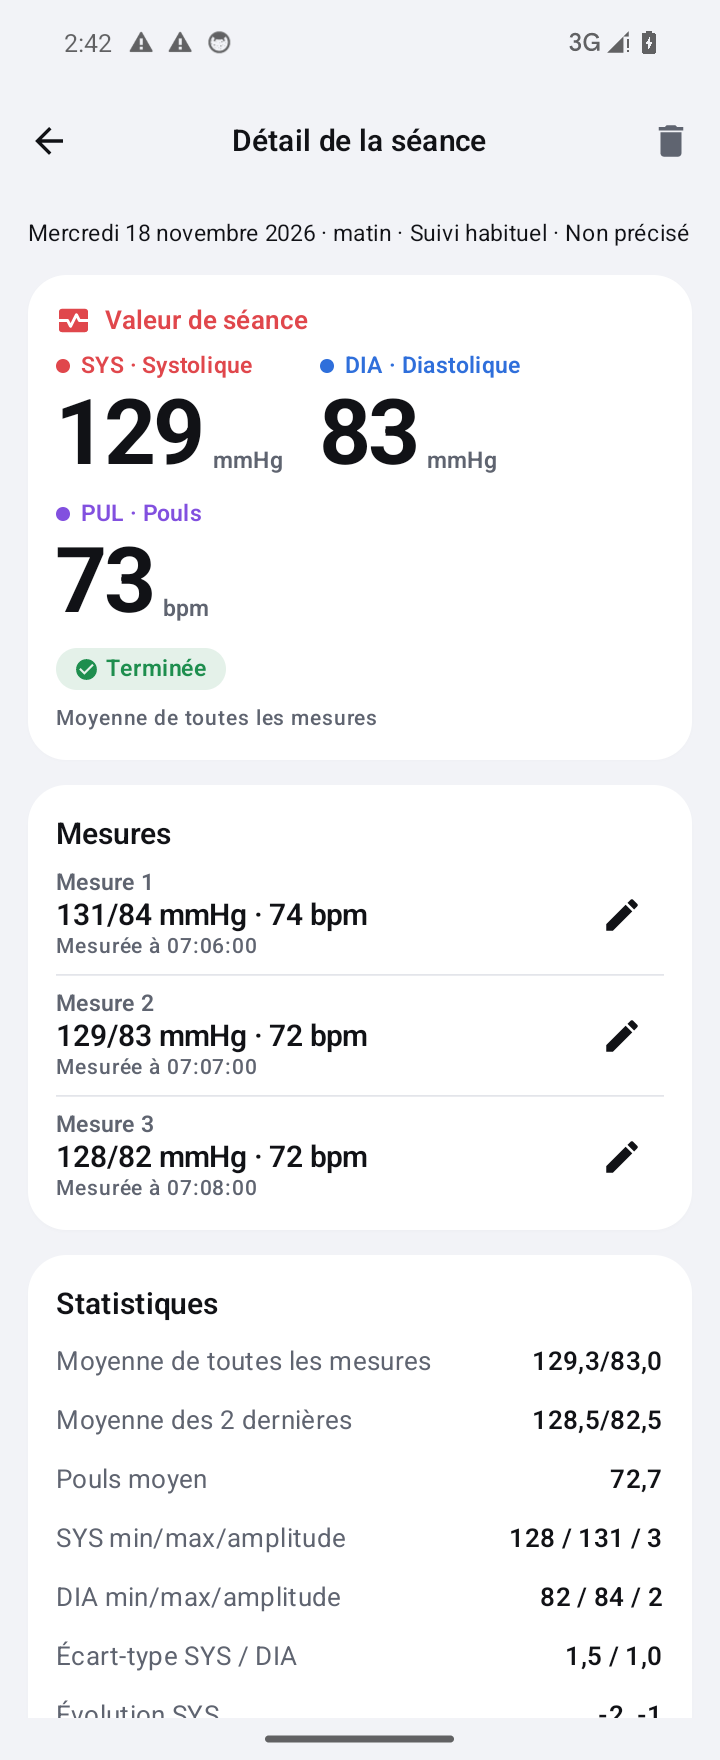 2:42
3G
Détail de la séance
Mercredi 18 novembre 2026 · matin · Suivi habituel · Non précisé
Valeur de séance
SYS · Systolique
DIA · Diastolique
129 mmHg
83 mmHg
PUL · Pouls
73 bpm
Terminée
Moyenne de toutes les mesures
Mesures
Mesure 1
131/84 mmHg · 74 bpm
Mesurée à 07:06:00
Mesure 2
129/83 mmHg · 72 bpm
Mesurée à 07:07:00
Mesure 3
128/82 mmHg · 72 bpm
Mesurée à 07:08:00
Statistiques
Moyenne de toutes les mesures 129,3/83,0
Moyenne des 2 dernières 128,5/82,5
Pouls moyen 72,7
SYS min/max/amplitude 128 / 131 / 3
DIA min/max/amplitude 82 / 84 / 2
Écart-type SYS / DIA 1,5 / 1,0
Évolution SYS -2, -1